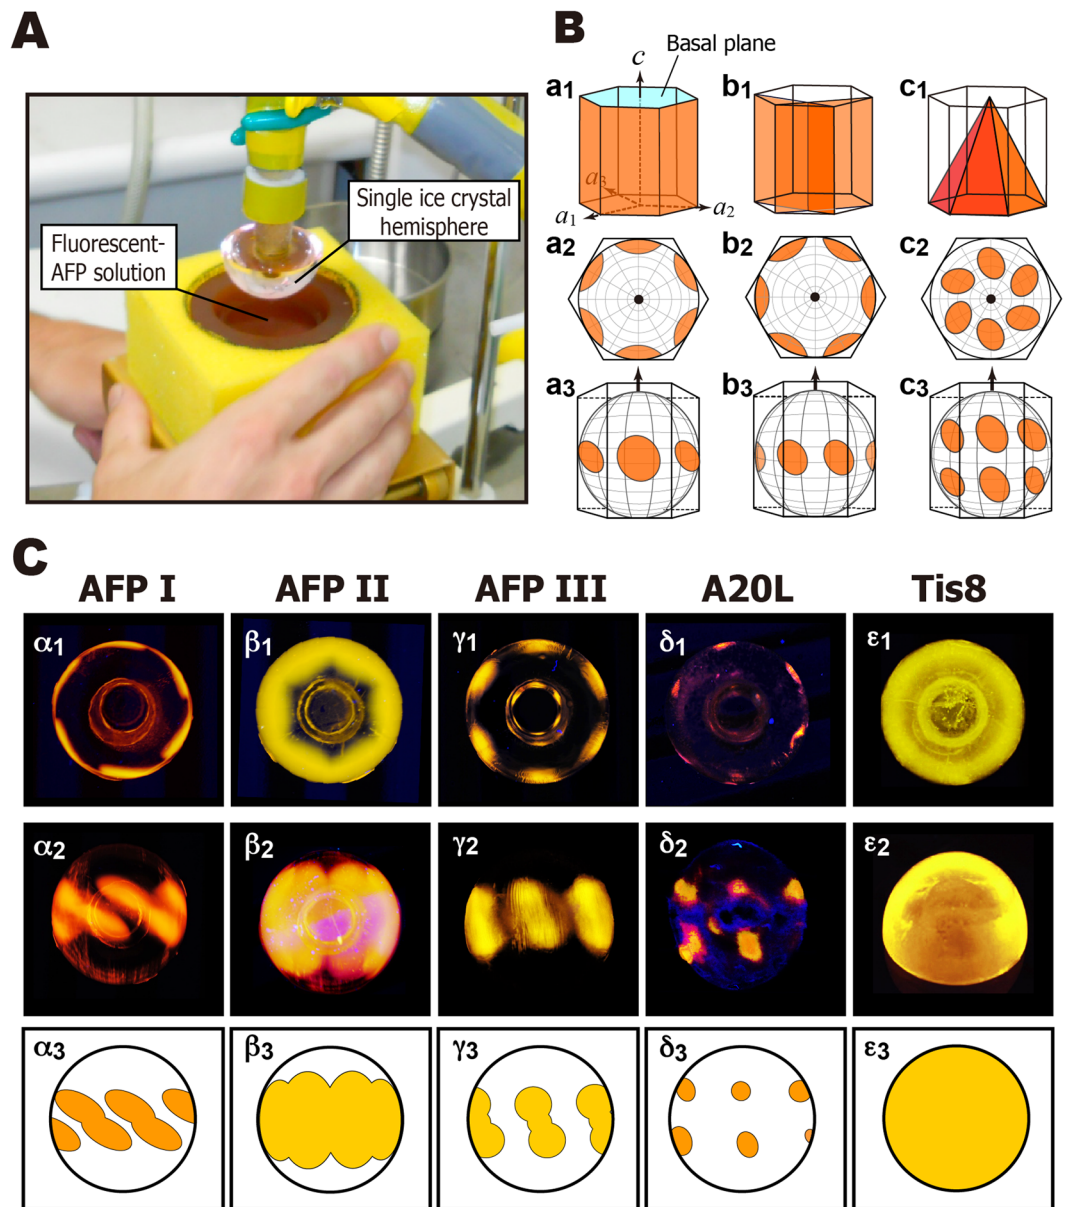 A
B
Single ice crystal
hemisphere
Fluorescent-
AFP solution
Basal plane
c
a1
b1
c1
a3
a1
a2
a2
b2
c2
a3
b3
c3
C
AFP I
AFP II
AFP III
A20L
Tis8
α1
β1
γ1
δ1
ε1
α2
β2
γ2
δ2
ε2
α3
β3
γ3
δ3
ε3